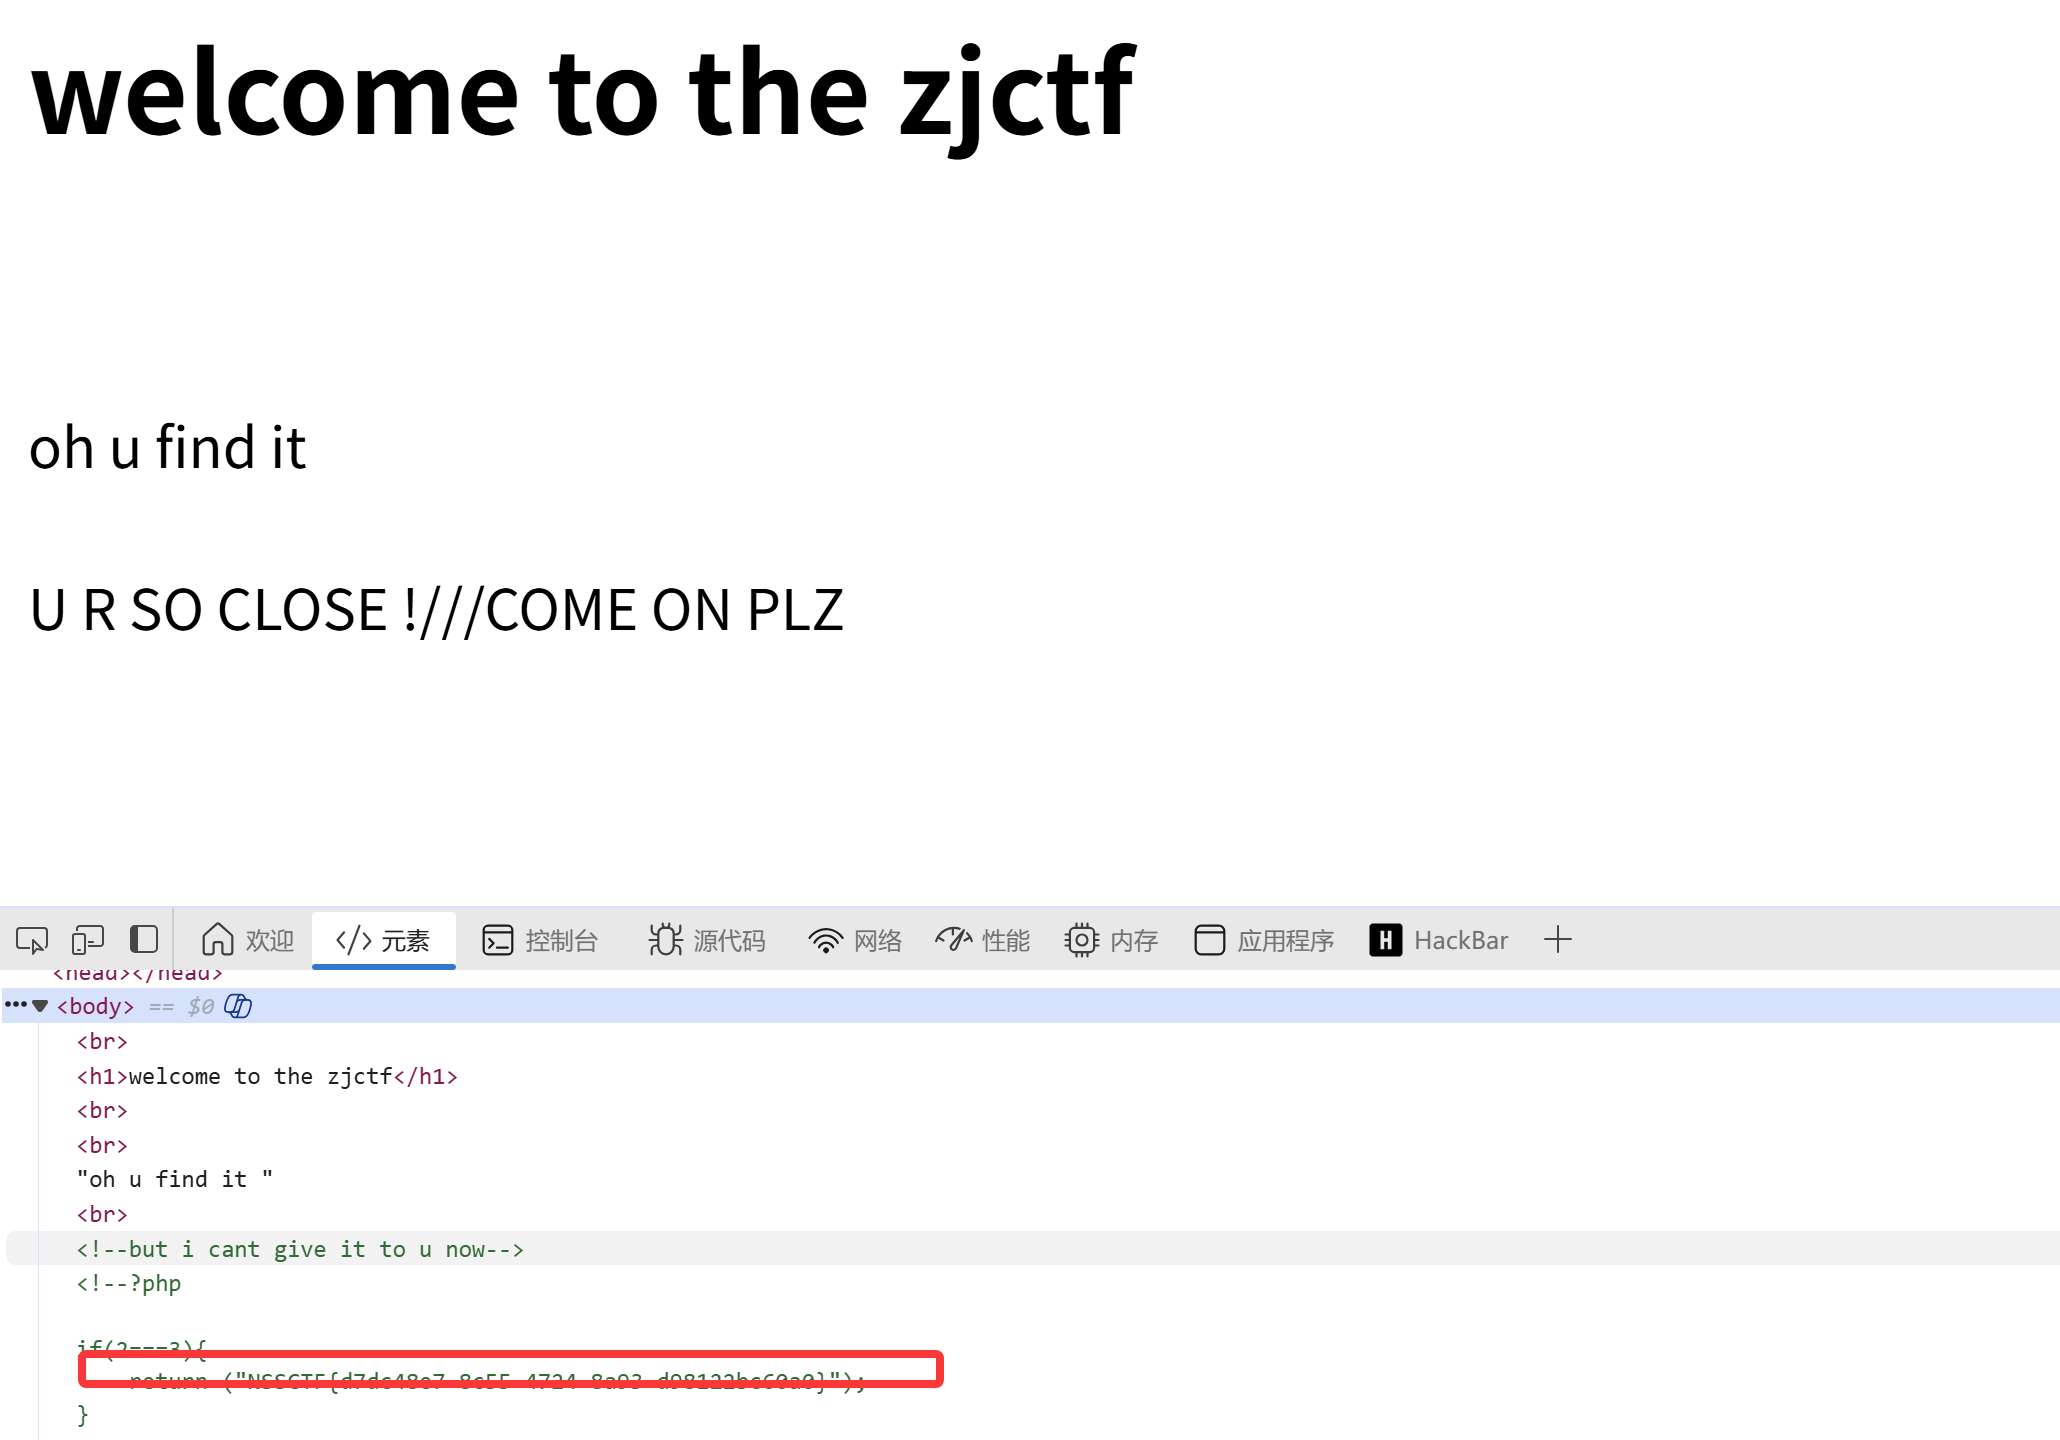 welcome to the zjctf
oh u find it
U R SO CLOSE !///COME ON PLZ
欢迎 </> 元素 控制台 源代码 网络 性能 内存 应用程序 H HackBar
<head></head>
<body> == $0
<br>
<h1>welcome to the zjctf</h1>
<br>
<br>
"oh u find it "
<br>
<!--but i cant give it to u now-->
<!--?php
if(2===3){
return ("
}